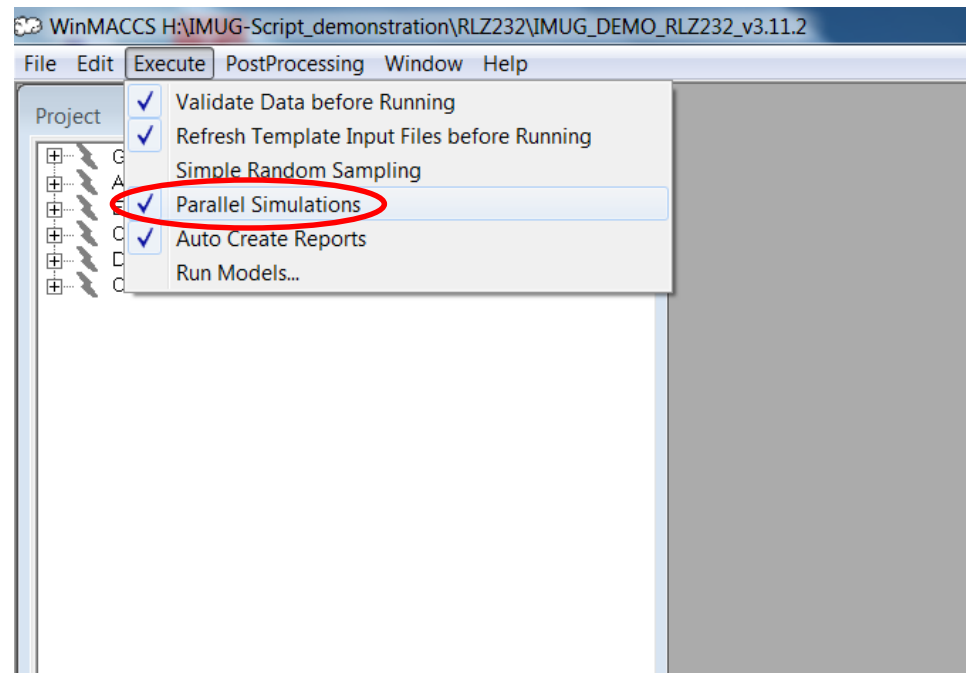 WinMACCS H:\IMUG-Script_demonstration\RLZ232\IMUG_DEMO_RLZ232_v3.11.2
File Edit Execute PostProcessing Window Help
Project
Validate Data before Running
Refresh Template Input Files before Running
Simple Random Sampling
Parallel Simulations
Auto Create Reports
Run Models...